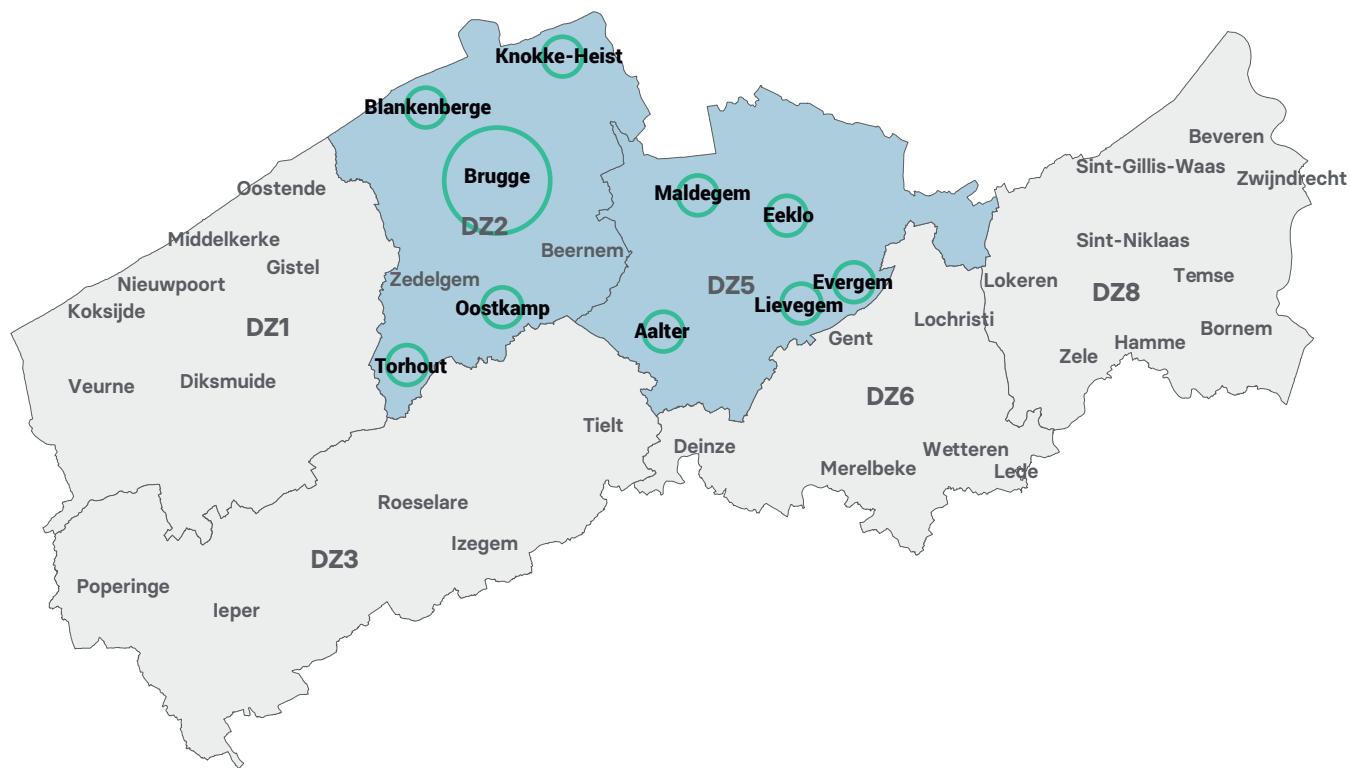 Knokke-Heist
Blankenberge
Beveren
Sint-Gillis-Waas
Brugge
Zwijndrecht
Oostende
Maldegem
Eeklo
DZ2
Middelkerke
Sint-Niklaas
Beernem
Gistel
Temse
Zedelgem
Lokeren
Nieuwpoort
Evergem
DZ5
DZ8
Lievegem
Oostkamp
Koksijde
Lochristi
DZ1
Bornem
Aalter
Gent
Hamme
Zele
Torhout
Diksmuide
Veurne
DZ6
Tielt
Deinze
Wetteren
Merelbeke
Lede
Roeselare
Izegem
DZ3
Poperinge
Ieper